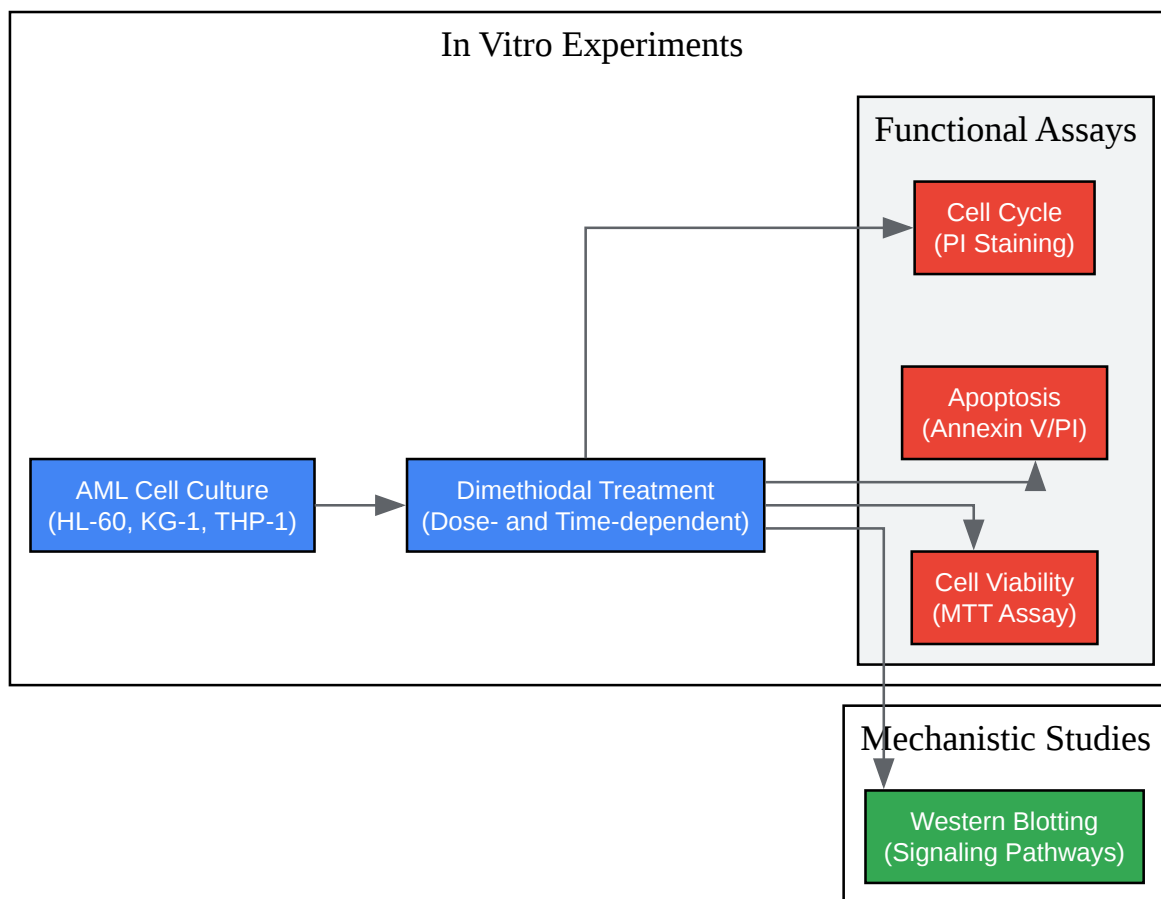 In Vitro Experiments
Functional Assays
Cell Cycle
(PI Staining)
Apoptosis
(Annexin V/PI)
AML Cell Culture
(HL-60, KG-1, THP-1)
Dimethiodal Treatment
(Dose- and Time-dependent)
Cell Viability
(MTT Assay)
Mechanistic Studies
Western Blotting
(Signaling Pathways)